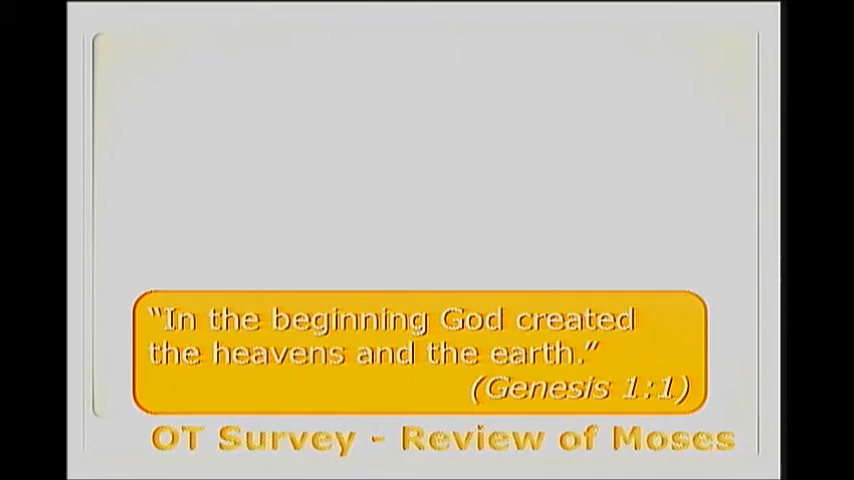 “In the beginning God created
the heavens and the earth.”
(Genesis 1:1)
OT Survey - Review of Moses